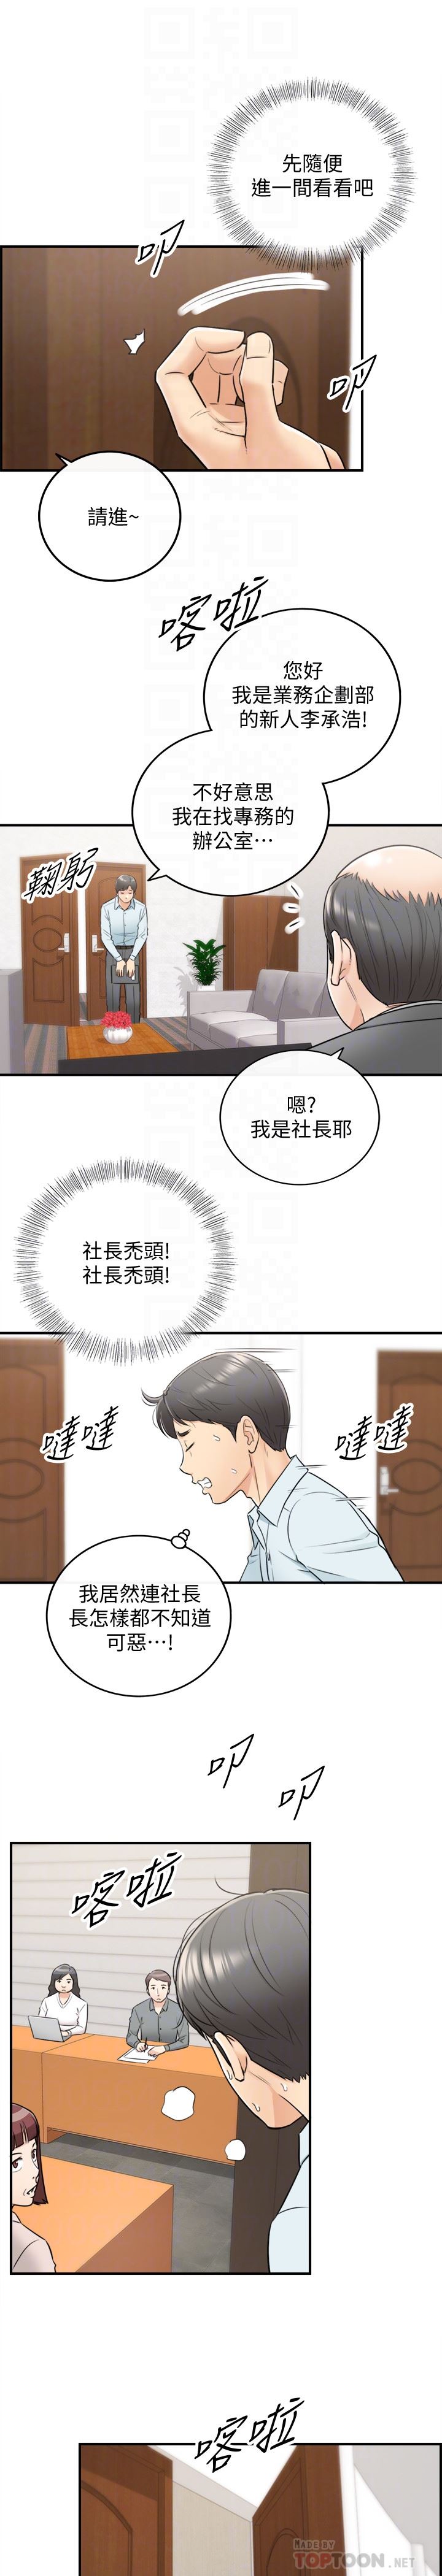 先隨便
進一間看看吧
叩
叩
請進~
喀啦
您好
我是業務企劃部
的新人李承浩!
不好意思
我在找專務的
辦公室…
鞠躬
嗯?
我是社長耶
社長禿頭!
社長禿頭!
噠噠
噠噠
我居然連社長
長怎樣都不知道
可惡…!
叩
叩
喀啦
喀啦
MADE BY
TOPTOON.NET